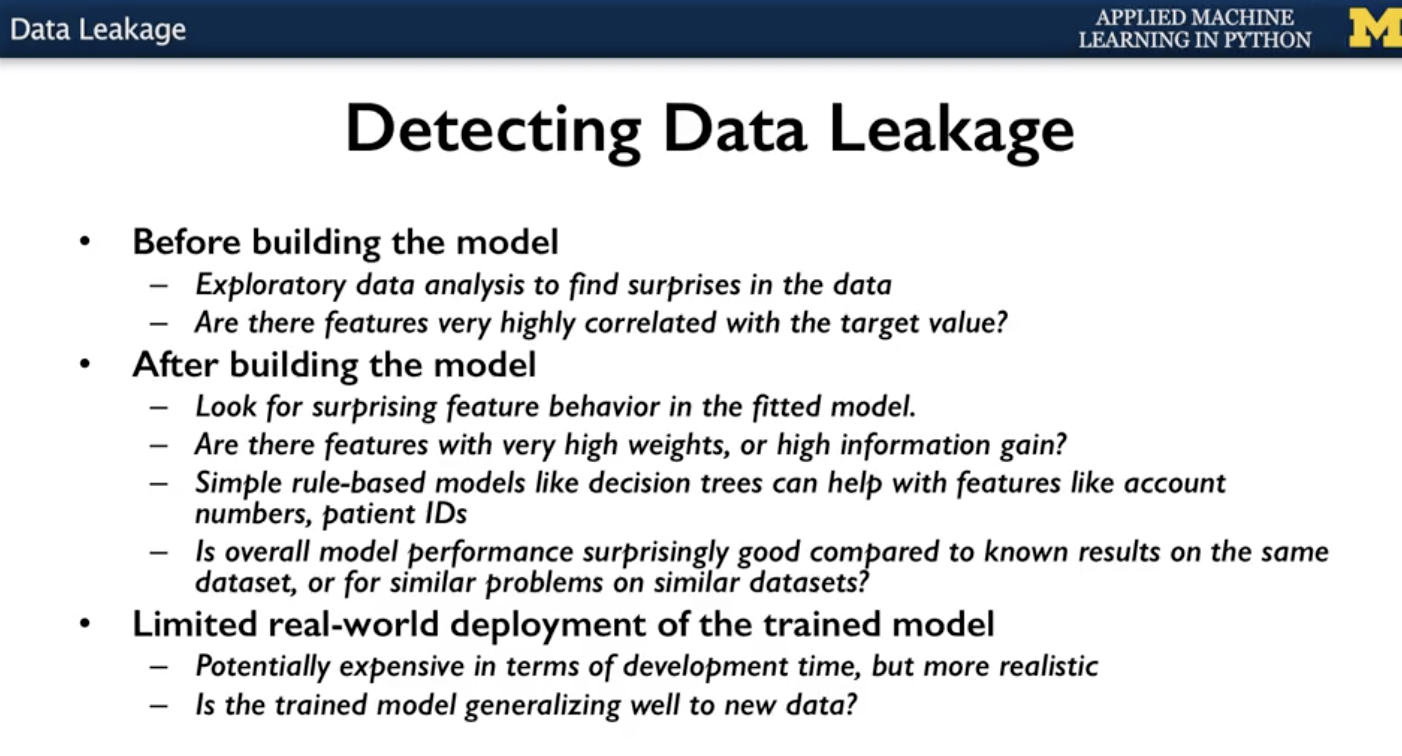 Data Leakage
APPLIED MACHINE
LEARNING IN PYTHON
M
Detecting Data Leakage
• Before building the model
– Exploratory data analysis to find surprises in the data
– Are there features very highly correlated with the target value?
• After building the model
– Look for surprising feature behavior in the fitted model.
– Are there features with very high weights, or high information gain?
– Simple rule-based models like decision trees can help with features like account
numbers, patient IDs
– Is overall model performance surprisingly good compared to known results on the same
dataset, or for similar problems on similar datasets?
• Limited real-world deployment of the trained model
– Potentially expensive in terms of development time, but more realistic
– Is the trained model generalizing well to new data?